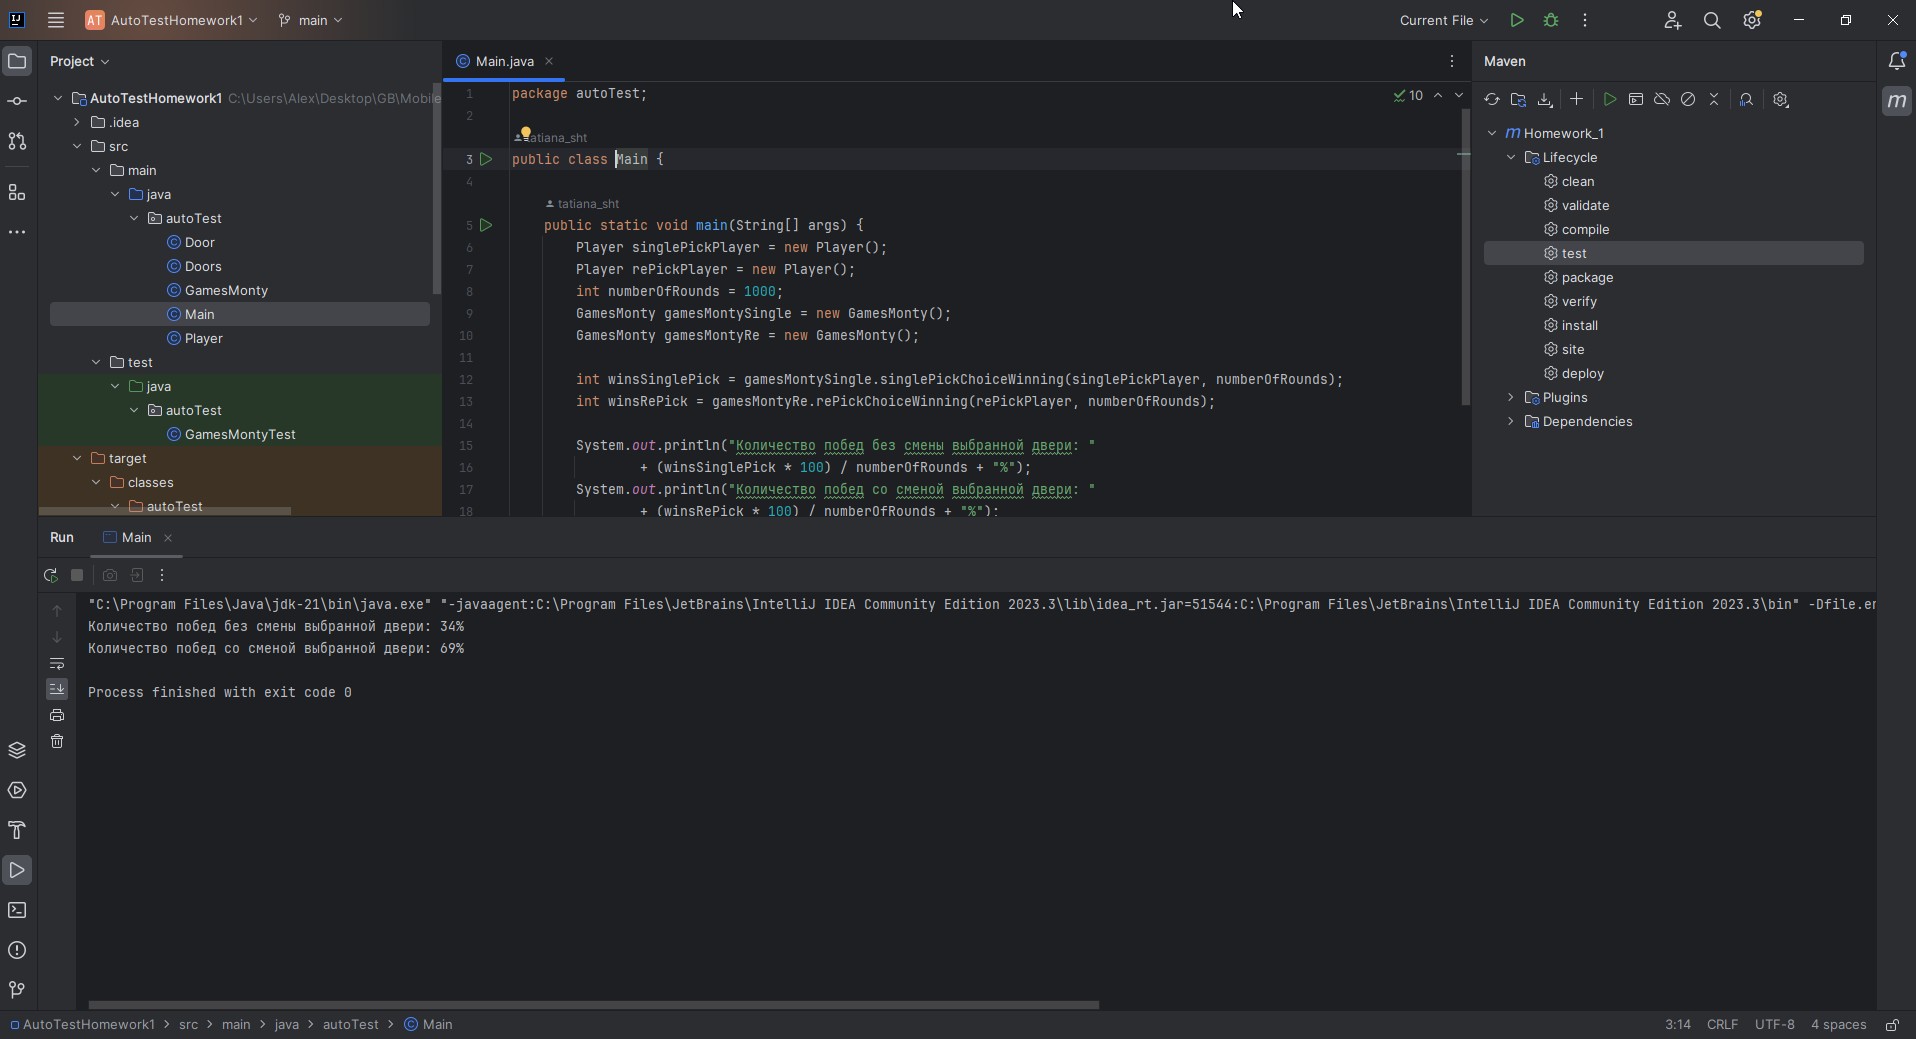 AT AutoTestHomework1 main Current File
Project
AutoTestHomework1 C:\Users\Alex\Desktop\GB\Mobile
.idea
src
main
java
autoTest
Door
Doors
GamesMonty
Main
Player
test
java
autoTest
GamesMontyTest
target
classes
autoTest
Main.java
10
1 package autoTest;
2
tatiana_sht
3 public class Main {
4
tatiana_sht
5 public static void main(String[] args) {
6 Player singlePickPlayer = new Player();
7 Player rePickPlayer = new Player();
8 int numberOfRounds = 1000;
9 GamesMonty gamesMontySingle = new GamesMonty();
10 GamesMonty gamesMontyRe = new GamesMonty();
11
12 int winsSinglePick = gamesMontySingle.singlePickChoiceWinning(singlePickPlayer, numberOfRounds);
13 int winsRePick = gamesMontyRe.rePickChoiceWinning(rePickPlayer, numberOfRounds);
14
15 System.out.println("Количество побед без смены выбранной двери: "
16 + (winsSinglePick * 100) / numberOfRounds + "%");
17 System.out.println("Количество побед со сменой выбранной двери: "
18 + (winsRePick * 100) / numberOfRounds + "%");
Maven
m Homework_1
Lifecycle
clean
validate
compile
test
package
verify
install
site
deploy
Plugins
Dependencies
m
Run Main
"C:\Program Files\Java\jdk-21\bin\java.exe" "-javaagent:C:\Program Files\JetBrains\IntelliJ IDEA Community Edition 2023.3\lib\idea_rt.jar=51544:C:\Program Files\JetBrains\IntelliJ IDEA Community Edition 2023.3\bin" -Dfile.en
Количество побед без смены выбранной двери: 34%
Количество побед со сменой выбранной двери: 69%
Process finished with exit code 0
AutoTestHomework1 > src > main > java > autoTest > Main 3:14 CRLF UTF-8 4 spaces